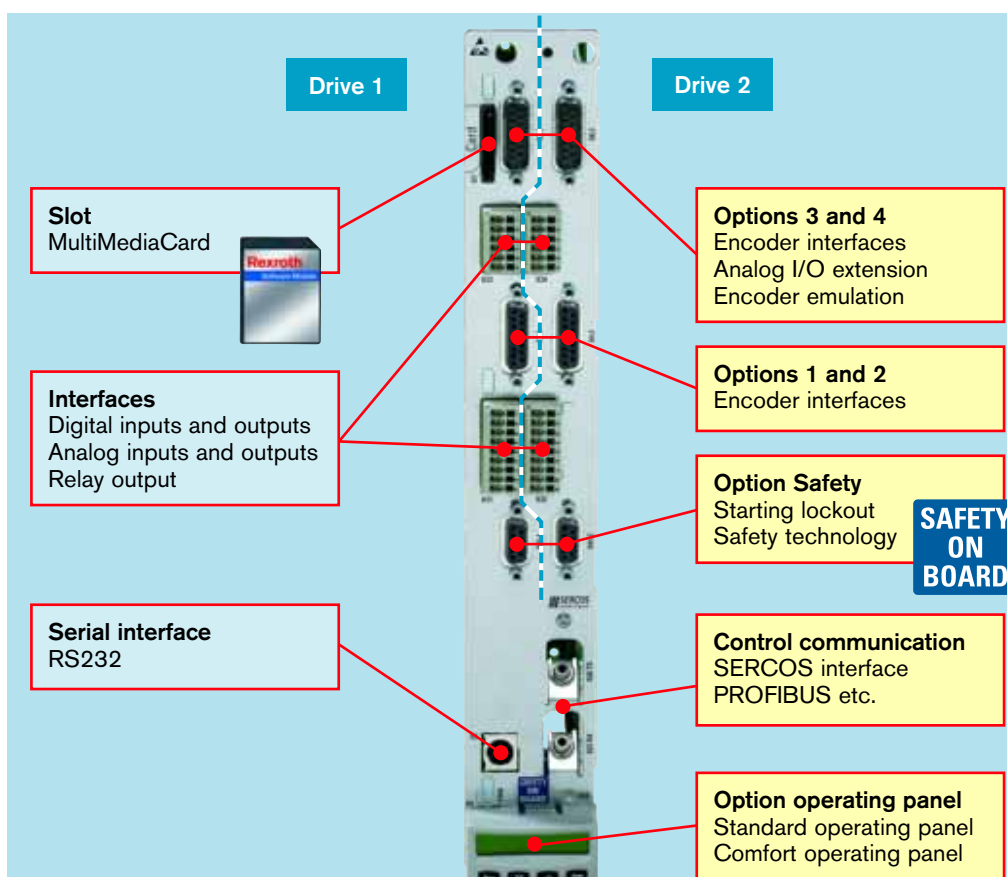 Drive 1
Drive 2
Slot
MultiMediaCard
Rexroth
Options 3 and 4
Encoder interfaces
Analog I/O extension
Encoder emulation
Interfaces
Digital inputs and outputs
Analog inputs and outputs
Relay output
Options 1 and 2
Encoder interfaces
Option Safety
Starting lockout
Safety technology
SAFETY
ON
BOARD
SERCOS
Serial interface
RS232
Control communication
SERCOS interface
PROFIBUS etc.
SAFETY
ON
BOARD
Option operating panel
Standard operating panel
Comfort operating panel